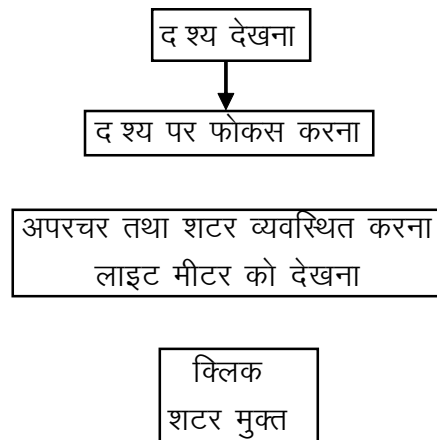 द श्य देखना
द श्य पर फोकस करना
अपरचर तथा शटर व्यवस्थित करना
लाइट मीटर को देखना
क्लिक
शटर मुक्त